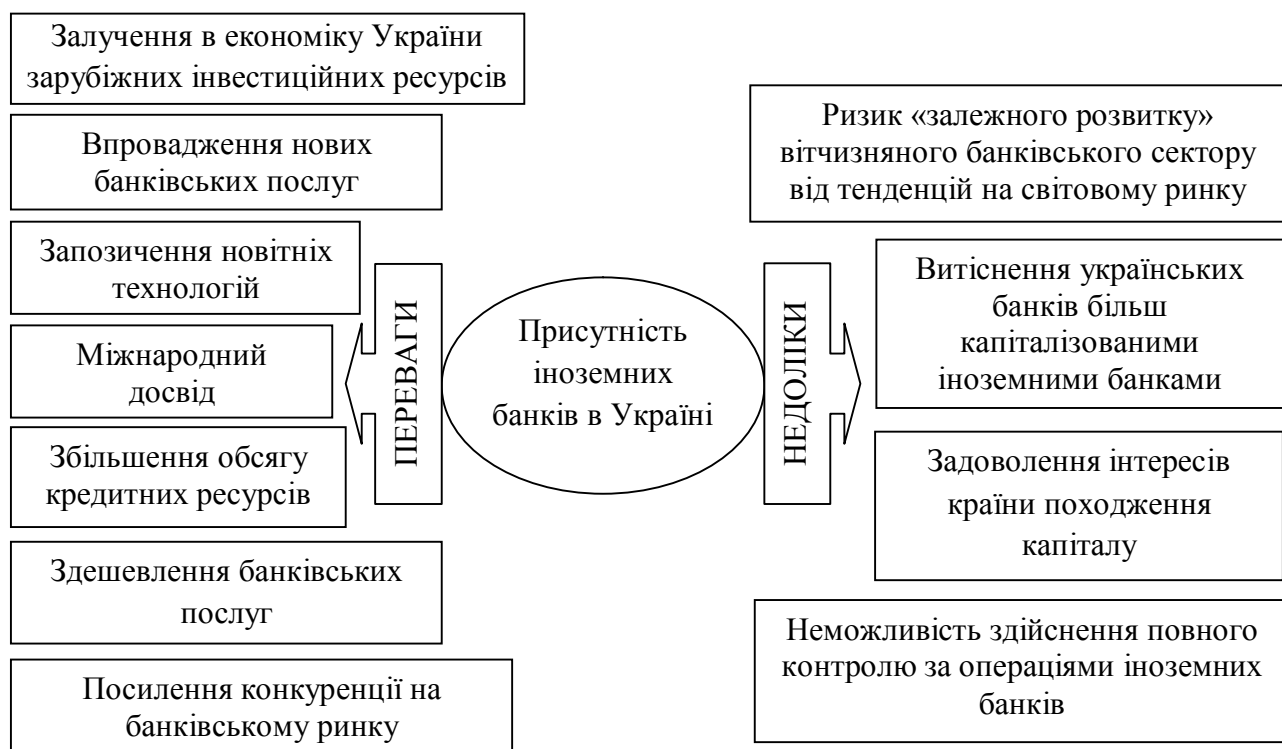 Залучення в економіку України
зарубіжних інвестиційних ресурсів
Впровадження нових
банківських послуг
Запозичення новітніх
технологій
Міжнародний
досвід
Збільшення обсягу
кредитних ресурсів
Здешевлення банківських
послуг
Посилення конкуренції на
банківському ринку
ПЕРЕВАГИ
Присутність
іноземних
банків в Україні
НЕДОЛІКИ
Ризик «залежного розвитку»
вітчизняного банківського сектору
від тенденцій на світовому ринку
Витіснення українських
банків більш
капіталізованими
іноземними банками
Задоволення інтересів
країни походження
капіталу
Неможливість здійснення повного
контролю за операціями іноземних
банків